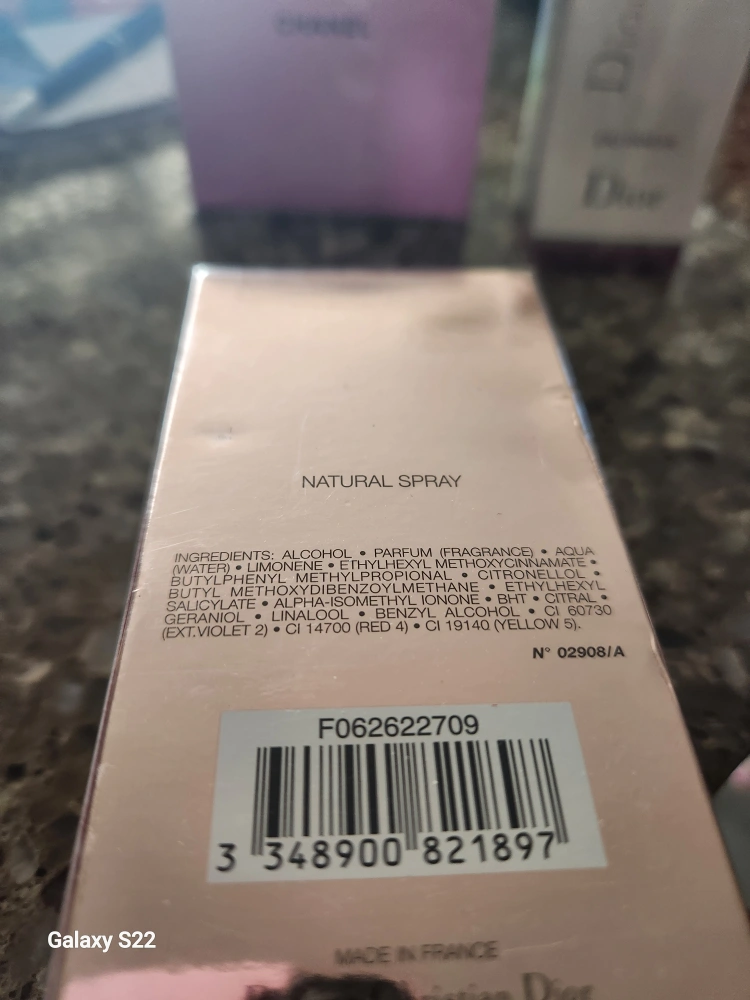 CHANEL
Dior
Dior
NATURAL SPRAY
INGREDIENTS: ALCOHOL • PARFUM (FRAGRANCE) • AQUA
(WATER) • LIMONENE • ETHYLHEXYL METHOXYCINNAMATE •
BUTYLPHENYL METHYLPROPIONAL • CITRONELLOL •
BUTYL METHOXYDIBENZOYLMETHANE • ETHYLHEXYL
SALICYLATE • ALPHA-ISOMETHYL IONONE • BHT • CITRAL •
GERANIOL • LINALOOL • BENZYL ALCOHOL • CI 60730
(EXT.VIOLET 2) • CI 14700 (RED 4) • CI 19140 (YELLOW 5).
N° 02908/A
F062622709
3 348900 821897
MADE IN FRANCE
Dior
Galaxy S22